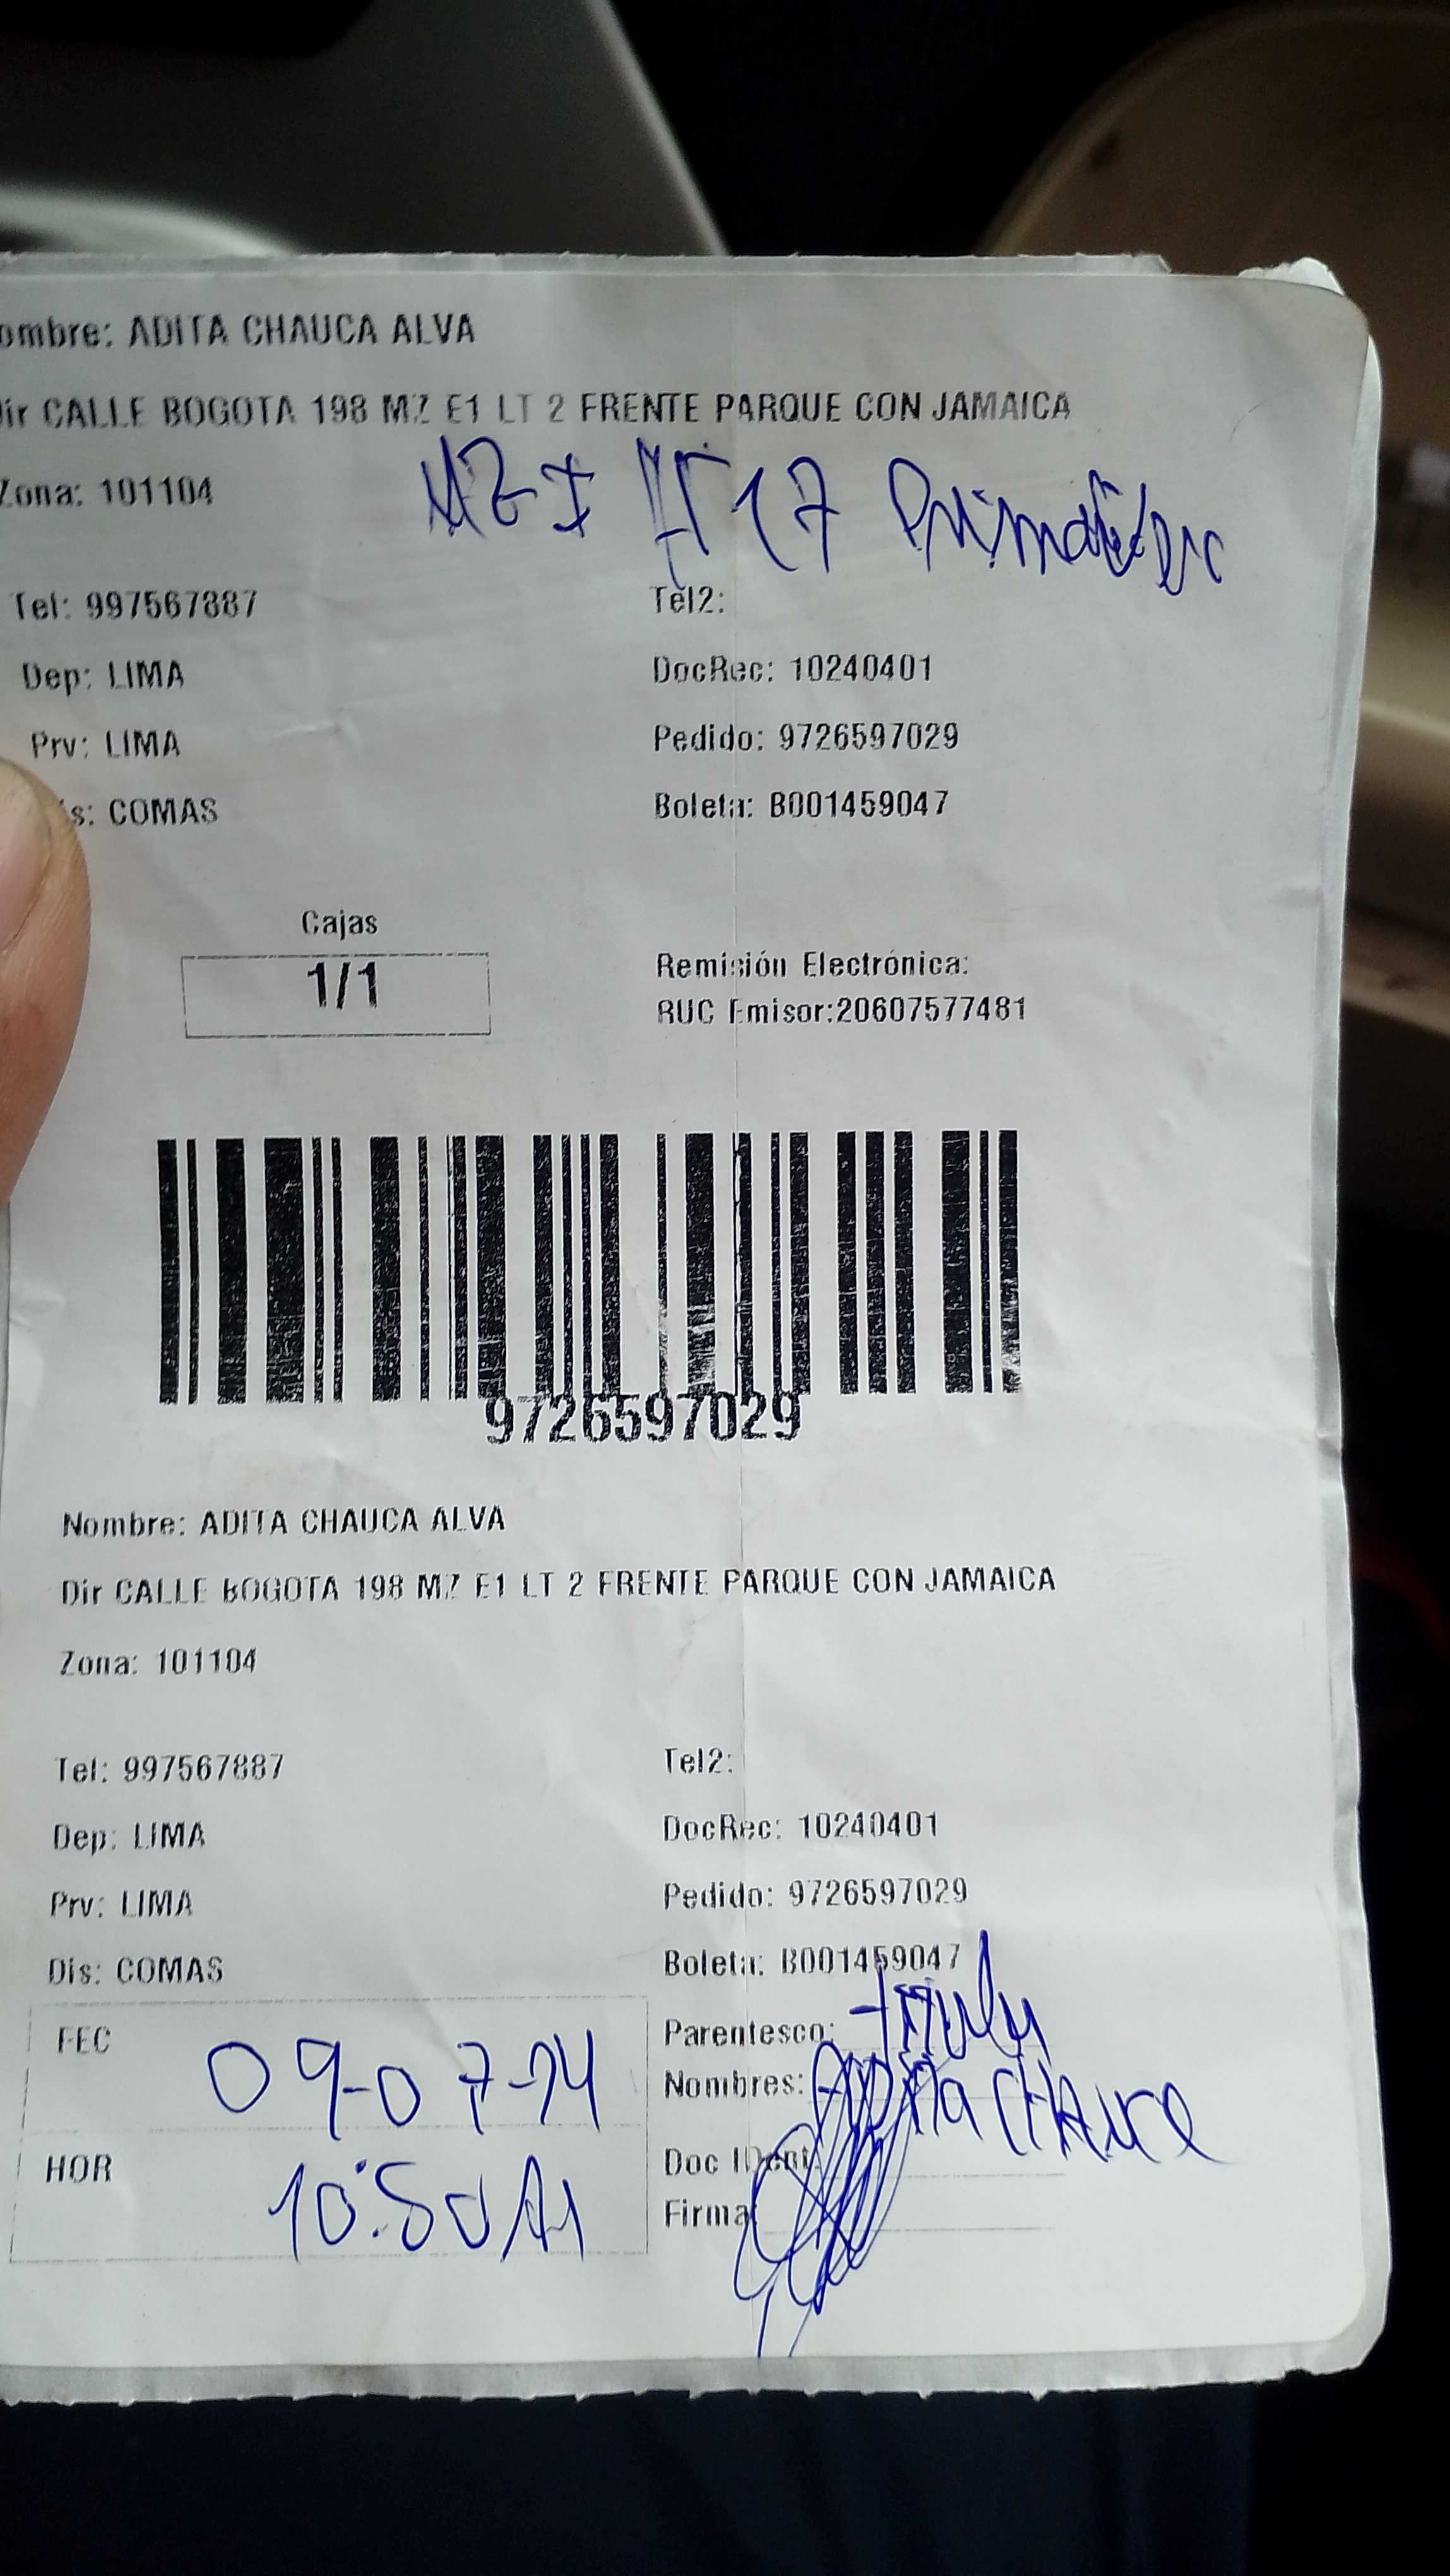 ombre: ADITA CHAUCA ALVA
Dir CALLE BOGOTA 198 MZ E1 LT 2 FRENTE PARQUE CON JAMAICA
MZ I LT 17
Zona: 101104
Tel: 997567887 Tel2:
Dep: LIMA DocRec: 10240401
Prv: LIMA Pedido: 9726597029
s: COMAS Boleta: B001459047
Cajas
1/1
Remisión Electrónica:
RUC Emisor:20607577481
9726597029
Nombre: ADITA CHAUCA ALVA
Dir CALLE BOGOTA 198 MZ E1 LT 2 FRENTE PARQUE CON JAMAICA
Zona: 101104
Tel: 997567887 Tel2:
Dep: LIMA DocRec: 10240401
Prv: LIMA Pedido: 9726597029
Dis: COMAS Boleta: B001459047
FEC 09-07-24 Parentesco:
Nombres:
HOR 10:50 AM Doc IDent:
Firma: